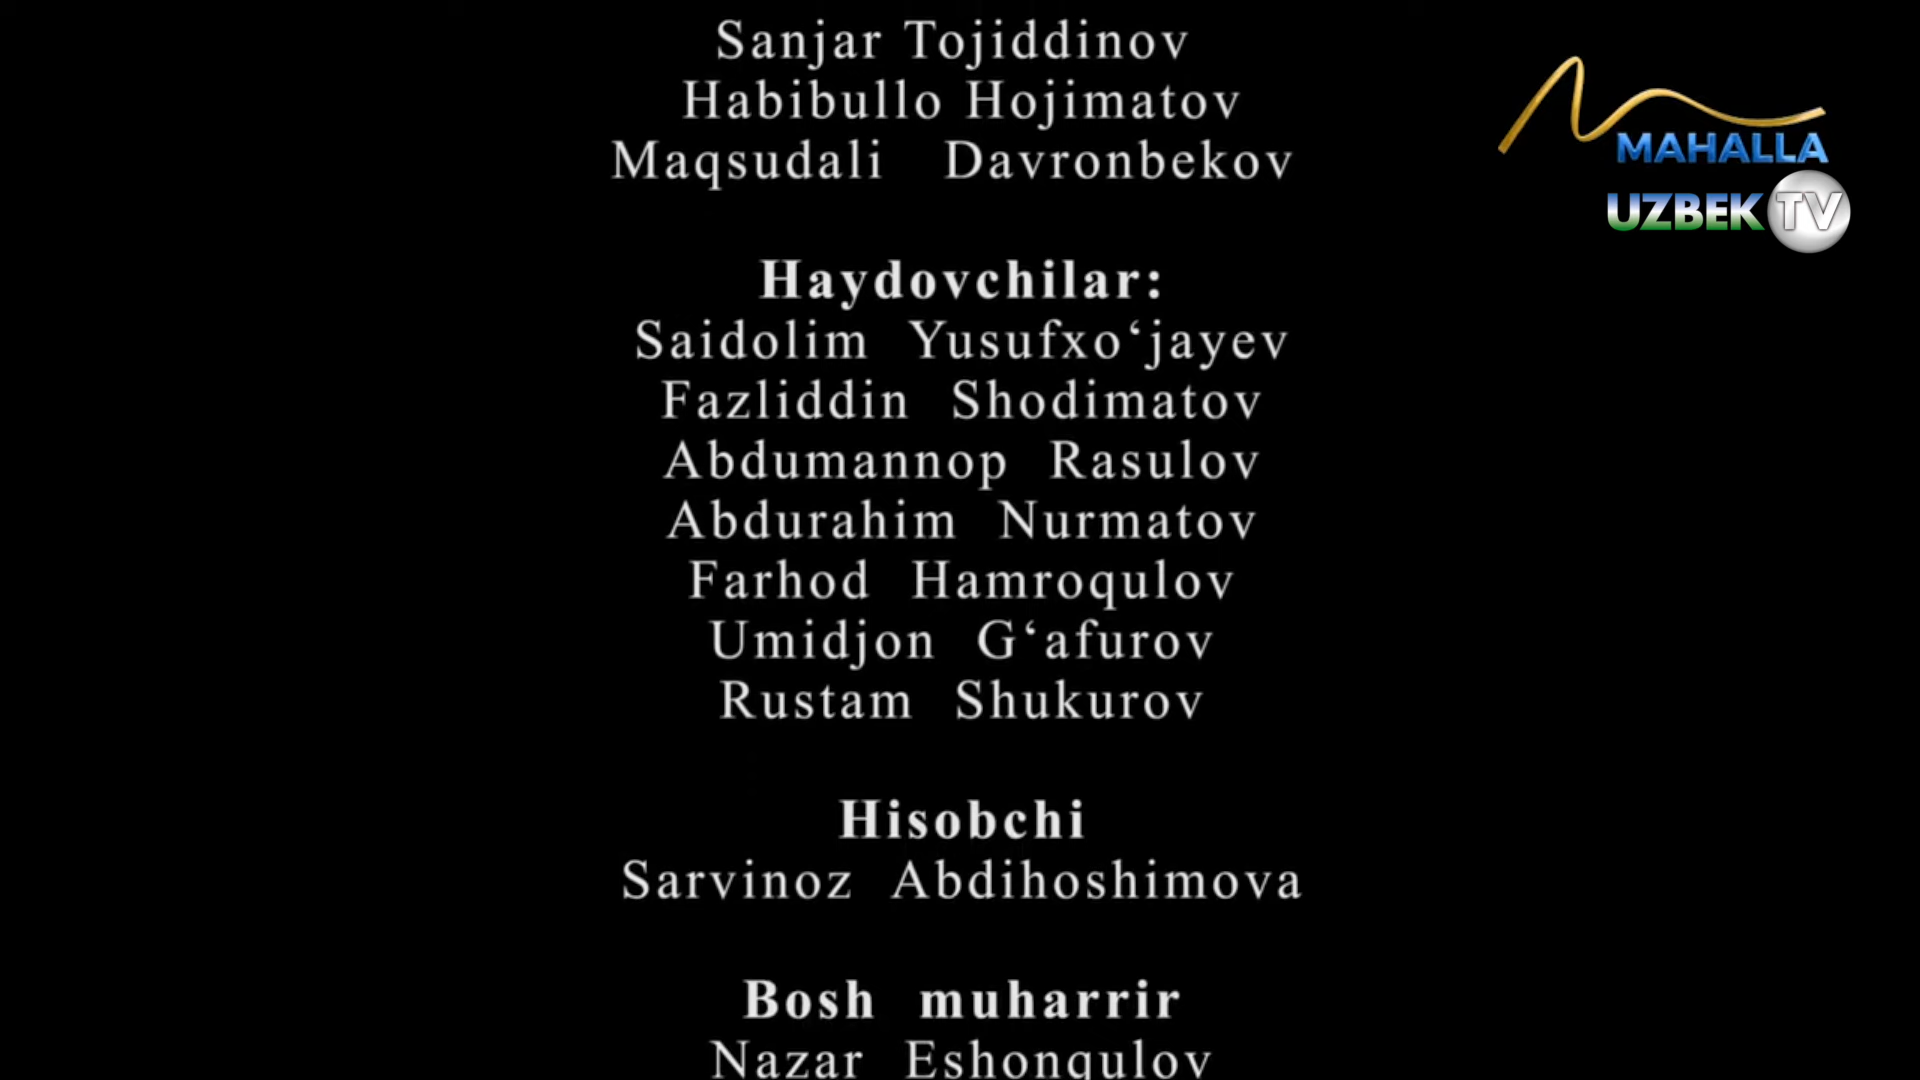 Sanjar Tojiddinov
Habibullo Hojimatov
Maqsudali Davronbekov
MAHALLA
UZBEK TV
Haydovchilar:
Saidolim Yusufxo‘jayev
Fazliddin Shodimatov
Abdumannop Rasulov
Abdurahim Nurmatov
Farhod Hamroqulov
Umidjon G‘afurov
Rustam Shukurov
Hisobchi
Sarvinoz Abdihoshimova
Bosh muharrir
Nazar Eshonqulov